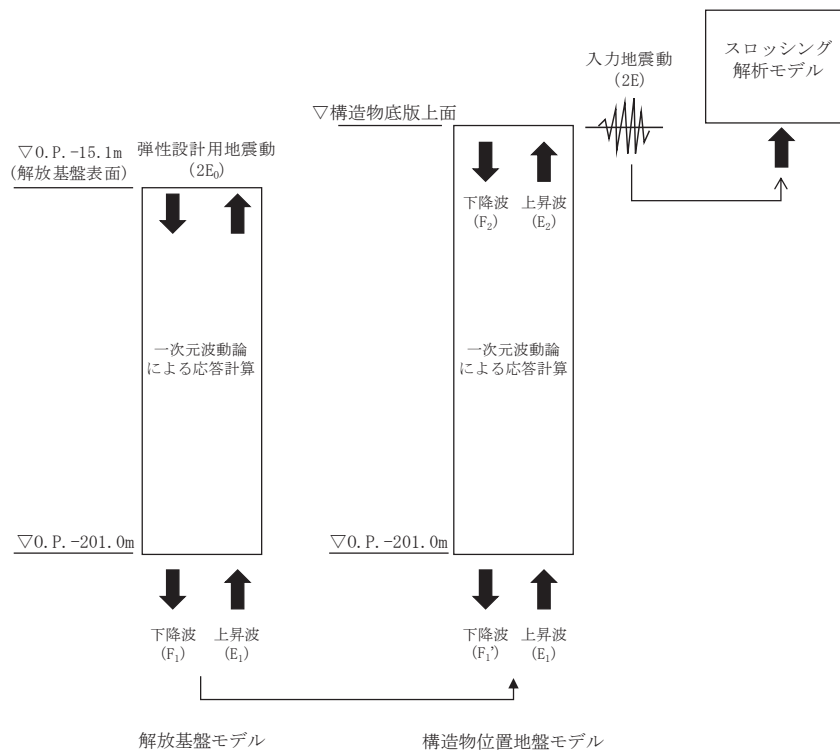 スロッシング
解析モデル
入力地震動
(2E)
▽構造物底版上面
▽O.P.-15.1m
(解放基盤表面)
弾性設計用地震動
(2E₀)
下降波
(F₂)
上昇波
(E₂)
一次元波動論
による応答計算
一次元波動論
による応答計算
▽O.P.-201.0m
▽O.P.-201.0m
下降波
(F₁)
上昇波
(E₁)
下降波
(F₁')
上昇波
(E₁)
解放基盤モデル
構造物位置地盤モデル